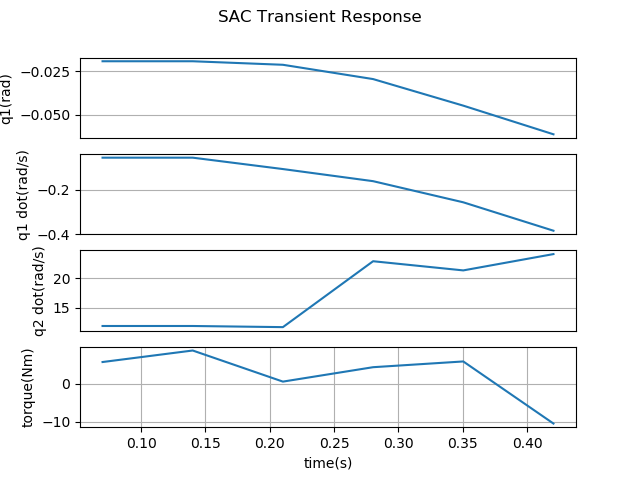 SAC Transient Response
−0.025
−0.050
q1(rad)
−0.2
−0.4
q1 dot(rad/s)
20
15
q2 dot(rad/s)
0
−10
torque(Nm)
0.10 0.15 0.20 0.25 0.30 0.35 0.40
time(s)